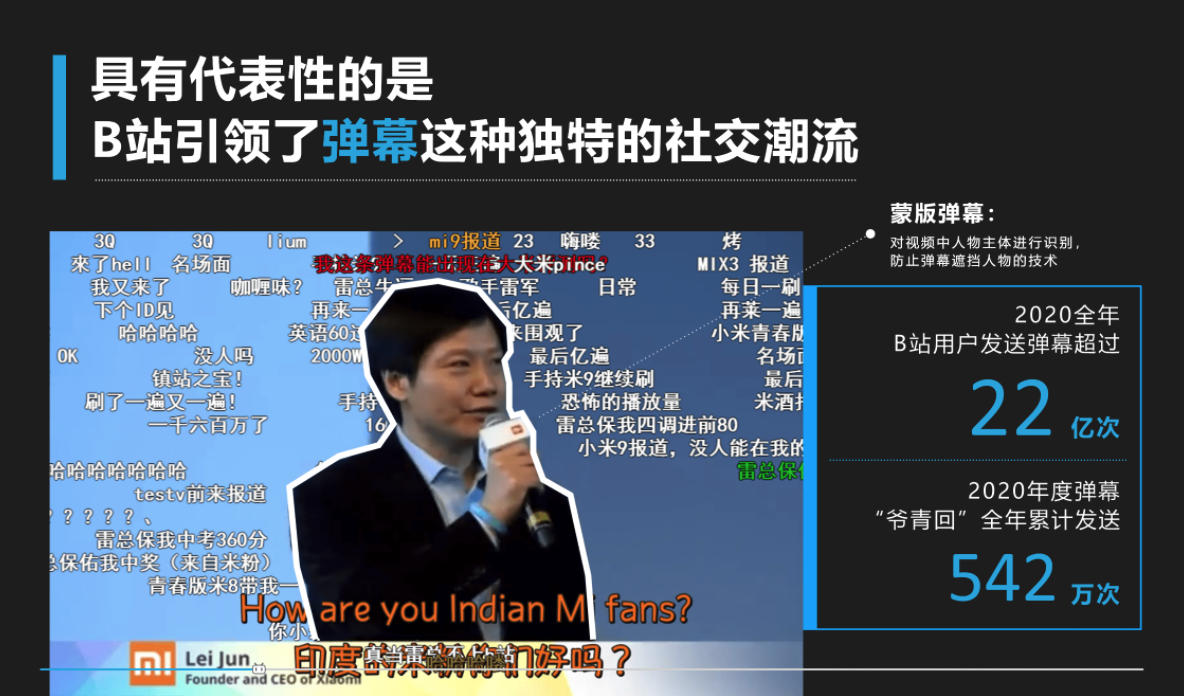 具有代表性的是
B站引领了弹幕这种独特的社交潮流
蒙版弹幕：
对视频中人物主体进行识别，
防止弹幕遮挡人物的技术
3Q 3Q lium > mi9报道 23 嗨喽 33 烤
來了hell 名场面 我这条弹幕能出现在大 大米pince MIX3 报道
我又来了 咖喱味? 雷总生 歌手雷军 日常 每日一刷
下个ID见 再来一 后亿遍 再莱一遍
哈哈哈哈 英语60 来围观了 小米青春版
OK 没人吗 2000W 最后亿遍 名场面
镇站之宝! 手持米9继续刷 最后
刷了一遍又一遍! 手持 恐怖的播放量 米酒
一千六百万了 16 雷总保我四调进前80
小米9报道，没人能在我的
哈哈哈哈哈哈哈 雷总保佑
testv前来报道
? ? ? ? ? 、
雷总保我中考360分
总保佑我中奖（来自米粉）
青春版米8带我一
How are you Indian Mi fans?
你小
印度的米粉你们好吗？
Lei Jun
Founder and CEO of Xiaomi
2020全年
B站用户发送弹幕超过
22 亿次
2020年度弹幕
“爷青回”全年累计发送
542 万次